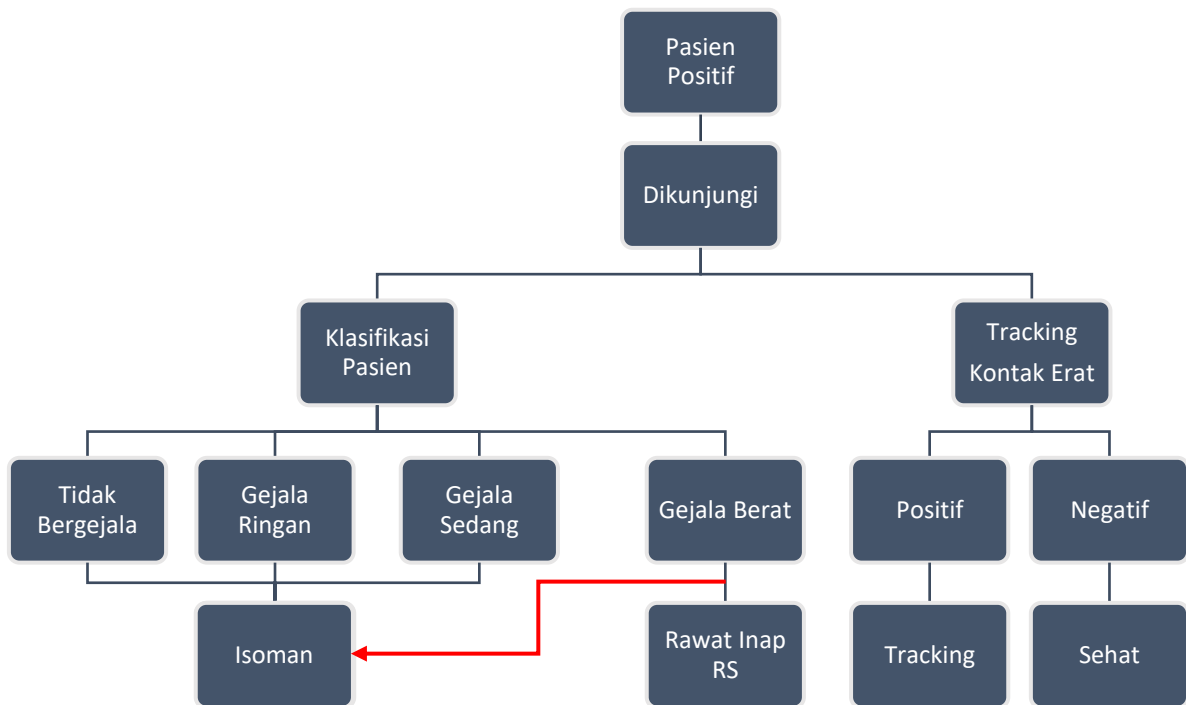 Pasien
Positif
Dikunjungi
Klasifikasi
Pasien
Tracking
Kontak Erat
Tidak
Bergejala
Gejala
Ringan
Gejala
Sedang
Gejala Berat
Positif
Negatif
Isoman
Rawat Inap
RS
Tracking
Sehat